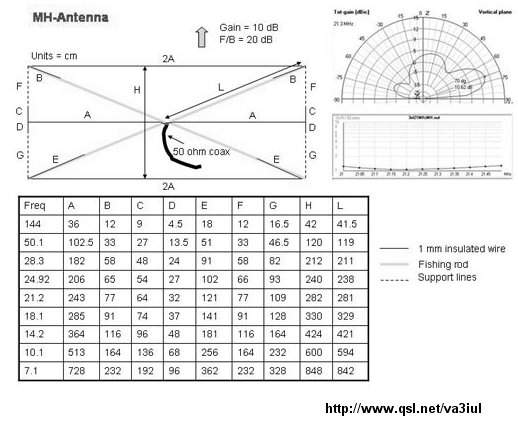 MH-Antenna
Gain = 10 dB
F/B = 20 dB
Units = cm
2A
B
B
F
F
H
L
C
C
A
A
D
D
G
G
E
E
50 ohm coax
2A
Tot gain [dBi]
Vertical plane
21.3 MHz
Freq A B C D E F G H L
144 36 12 9 4.5 18 12 16.5 42 41.5
50.1 102.5 33 27 13.5 51 33 46.5 120 119
28.3 182 58 48 24 91 58 82 212 211
24.92 206 65 54 27 102 66 93 240 238
21.2 243 77 64 32 121 77 109 282 281
18.1 285 91 74 37 141 91 128 330 329
14.2 364 116 96 48 181 116 164 424 421
10.1 513 164 136 68 256 164 232 600 594
7.1 728 232 192 96 362 232 328 848 842
1 mm insulated wire
Fishing rod
Support lines
http://www.qsl.net/va3iul